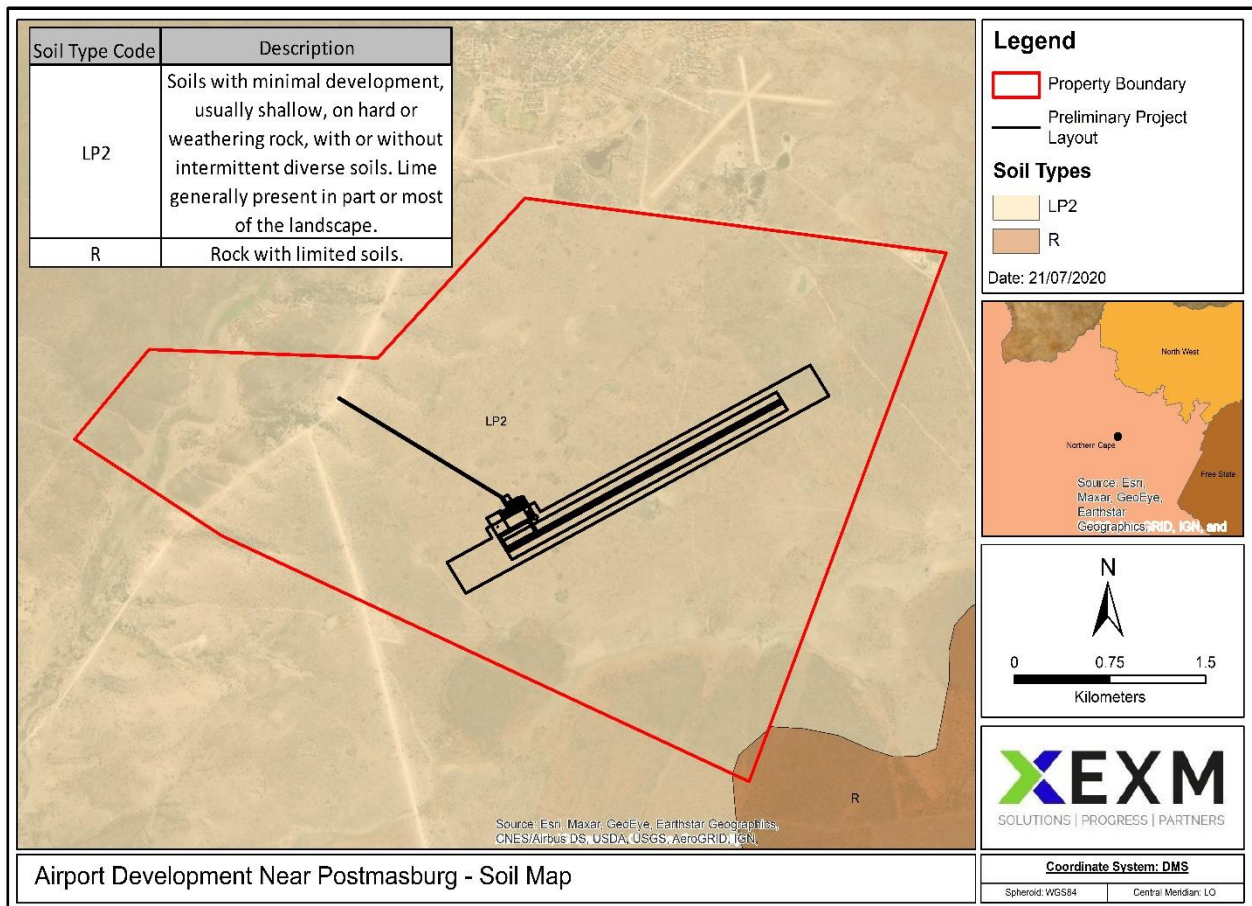 Soil Type Code
Description
LP2
Soils with minimal development,
usually shallow, on hard or
weathering rock, with or without
intermittent diverse soils. Lime
generally present in part or most
of the landscape.
R
Rock with limited soils.
LP2
R
Source: Esri, Maxar, GeoEye, Earthstar Geographics,
CNES/Airbus DS, USDA, USGS, AeroGRID, IGN,
Airport Development Near Postmasburg - Soil Map
Legend
Property Boundary
Preliminary Project
Layout
Soil Types
LP2
R
Date: 21/07/2020
North West
Northern Cape
Free State
Source: Esri,
Maxar, GeoEye,
Earthstar
Geographics, GRID, IGN, and
N
0 0.75 1.5
Kilometers
EXM
SOLUTIONS | PROGRESS | PARTNERS
Coordinate System: DMS
Spheroid: WGS84
Central Meridian: LO